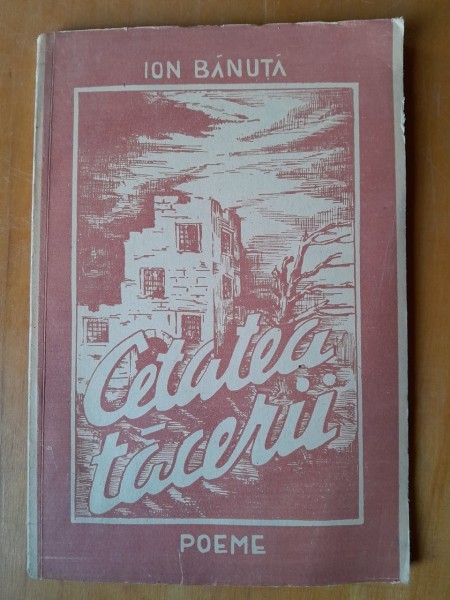 ION BĂNUȚĂ
Cetatea
tăcerii
POEME